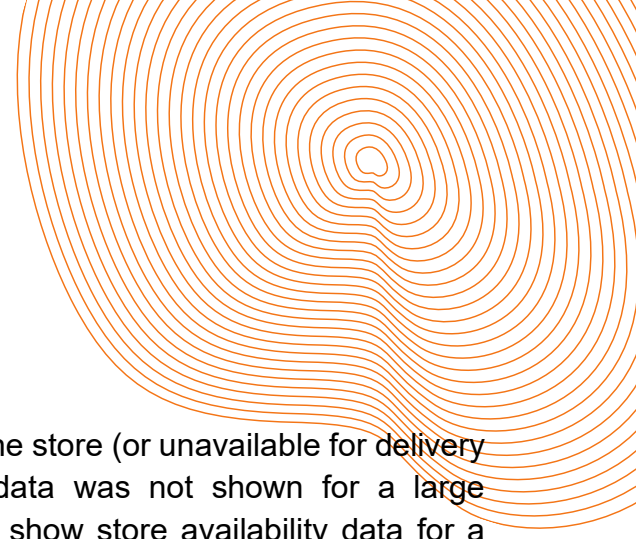 he store (or unavailable for delivery
data was not shown for a large
show store availability data for a